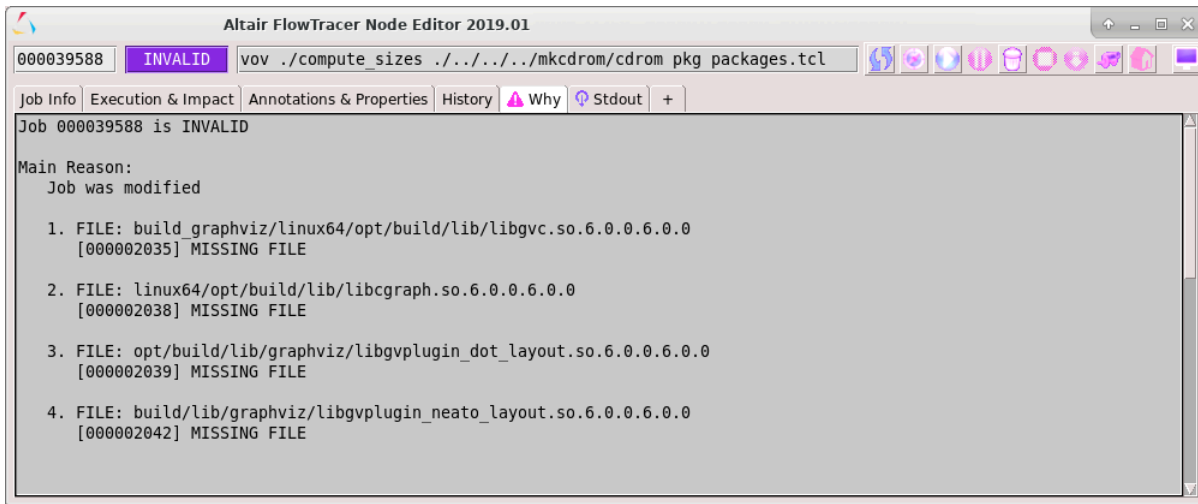 Altair FlowTracer Node Editor 2019.01
000039588 INVALID vov ./compute_sizes ./../../../mkcdrom/cdrom pkg packages.tcl
Job Info Execution & Impact Annotations & Properties History Why Stdout +
Job 000039588 is INVALID
Main Reason:
Job was modified
1. FILE: build_graphviz/linux64/opt/build/lib/libgvc.so.6.0.0.6.0.0
[000002035] MISSING FILE
2. FILE: linux64/opt/build/lib/libcgraph.so.6.0.0.6.0.0
[000002038] MISSING FILE
3. FILE: opt/build/lib/graphviz/libgvplugin_dot_layout.so.6.0.0.6.0.0
[000002039] MISSING FILE
4. FILE: build/lib/graphviz/libgvplugin_neato_layout.so.6.0.0.6.0.0
[000002042] MISSING FILE